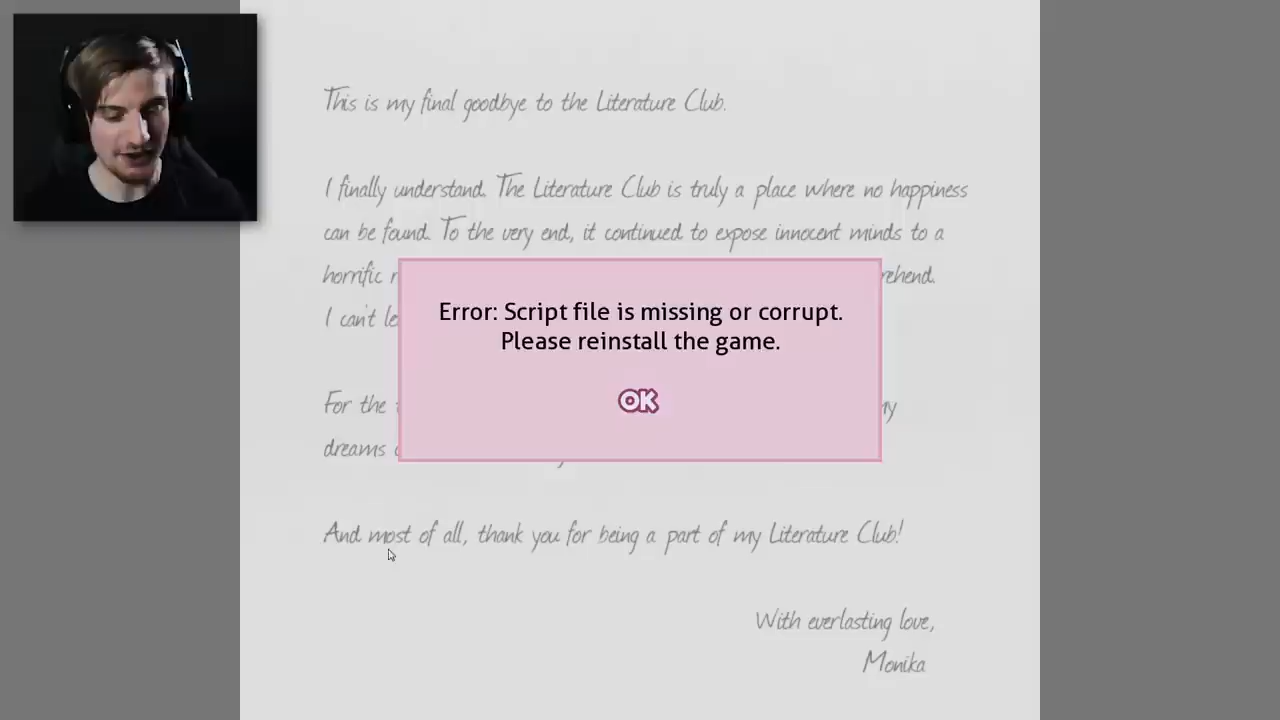 This is my final goodbye to the Literature Club.
I finally understand. The Literature Club is truly a place where no happiness
can be found. To the very end, it continued to expose innocent minds to a
horrific
I can't
Error: Script file is missing or corrupt.
Please reinstall the game.
OK
For the
dreams
And most of all, thank you for being a part of my Literature Club!
With everlasting love,
Monika